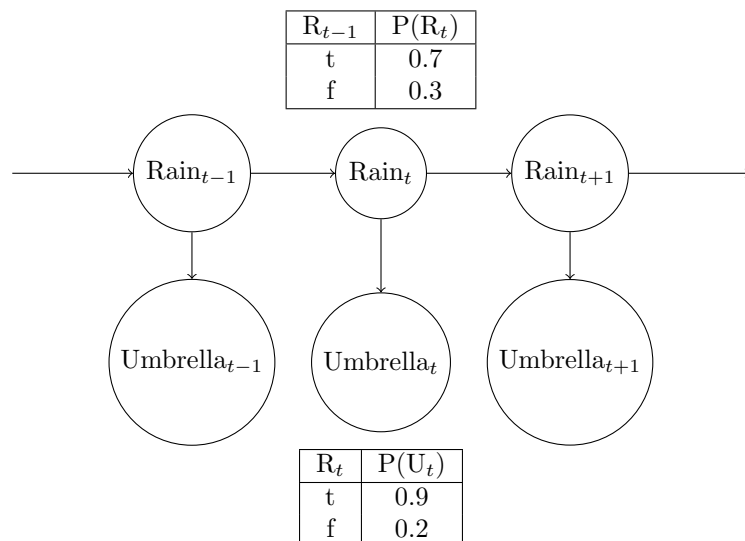 R_{t−1} P(R_t)
t 0.7
f 0.3
Rain_{t−1} Rain_t Rain_{t+1}
Umbrella_{t−1} Umbrella_t Umbrella_{t+1}
R_t P(U_t)
t 0.9
f 0.2